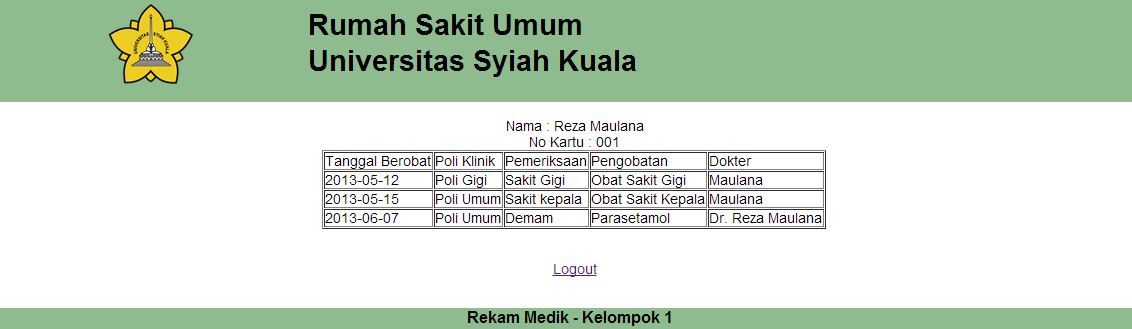 Rumah Sakit Umum
Universitas Syiah Kuala
UNIVERSITAS SYIAH KUALA
Nama : Reza Maulana
No Kartu : 001
Tanggal Berobat Poli Klinik Pemeriksaan Pengobatan Dokter
2013-05-12 Poli Gigi Sakit Gigi Obat Sakit Gigi Maulana
2013-05-15 Poli Umum Sakit kepala Obat Sakit Kepala Maulana
2013-06-07 Poli Umum Demam Parasetamol Dr. Reza Maulana
Logout
Rekam Medik - Kelompok 1